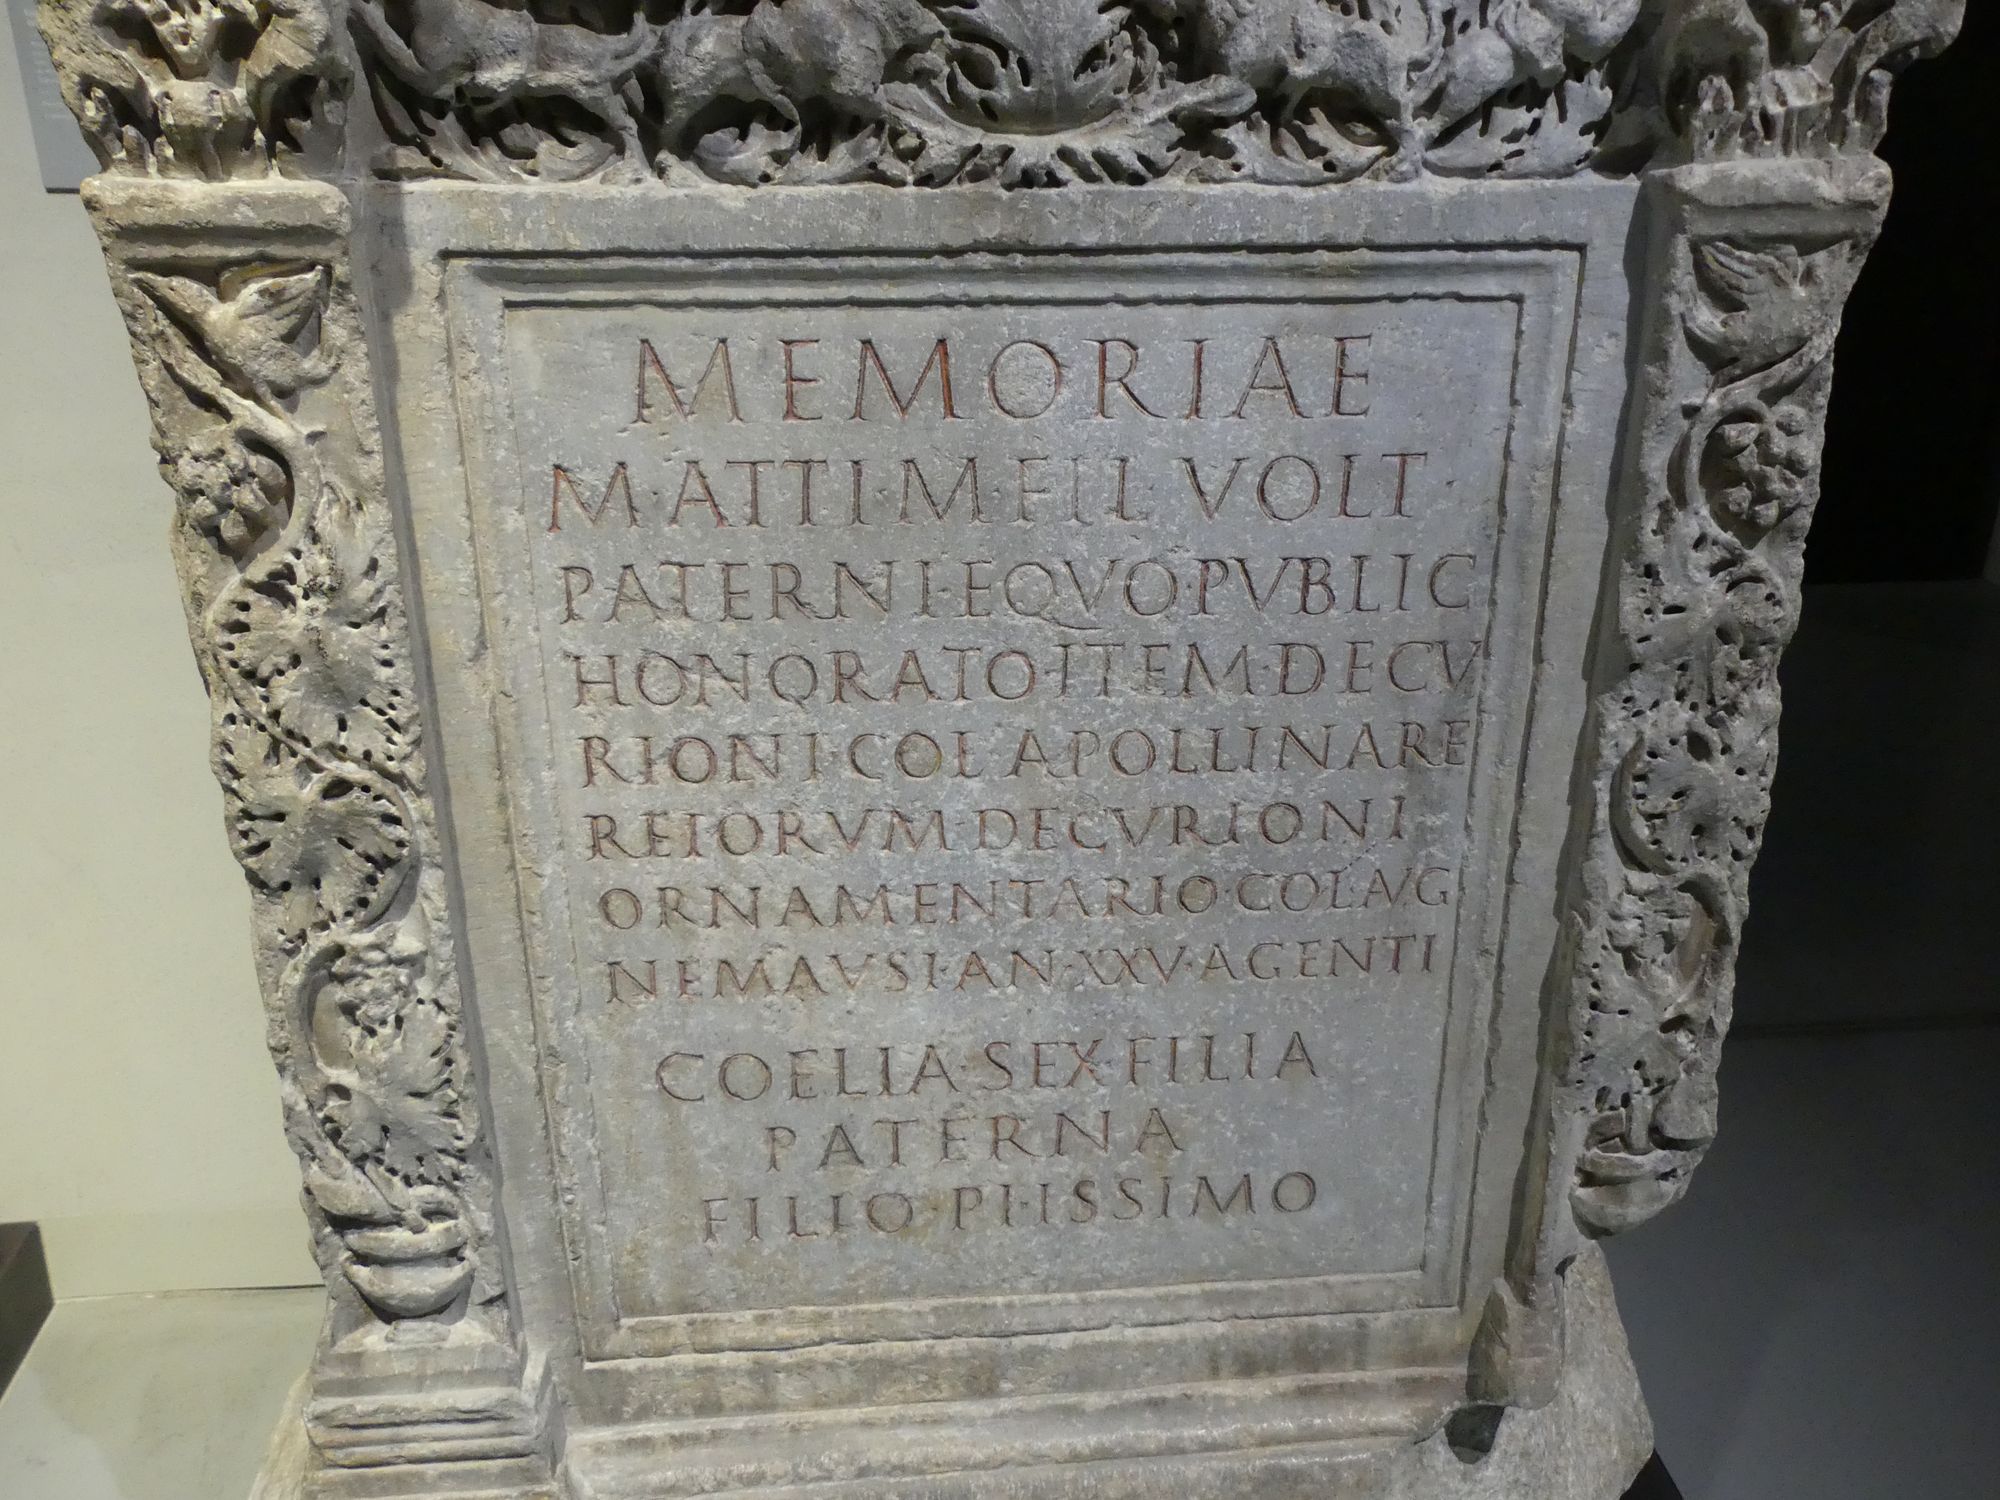 MEMORIAE
MATTI·M·FIL VOLT
PATERNI·EQVO·PVBLIC
HONORATO·ITEM·DECV
RIONI·COL APOLLINARE
REIORVM·DECVRIONI
ORNAMENTARIO·COL AVG
NEMAVSI·AN·XXV·AGENTI
COELIA·SEX FILIA
PATERNA
FILIO·PIISSIMO